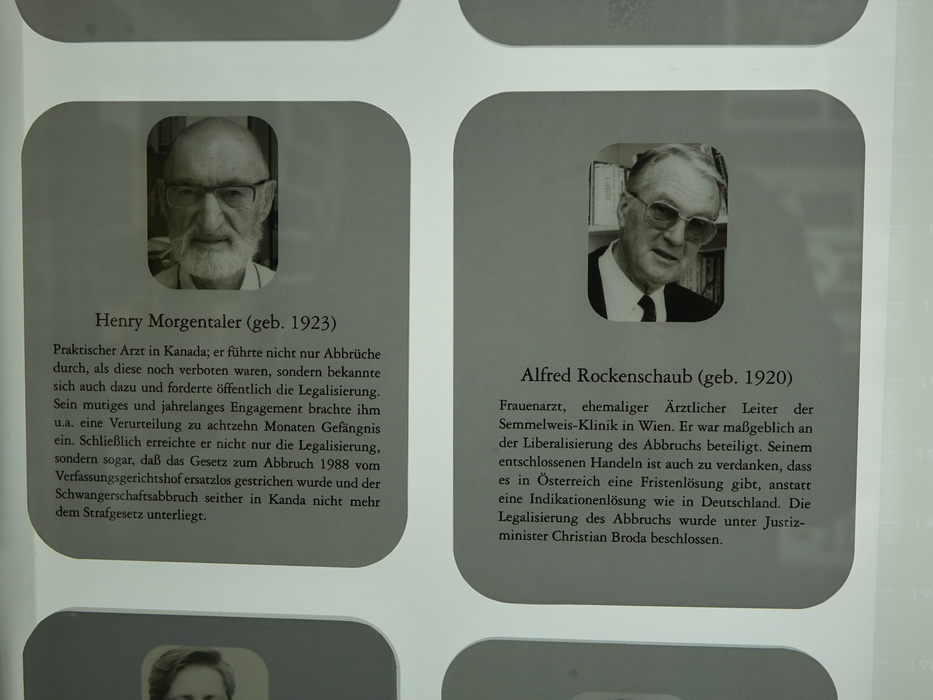 Henry Morgentaler (geb. 1923)
Praktischer Arzt in Kanada; er führte nicht nur Abbrüche
durch, als diese noch verboten waren, sondern bekannte
sich auch dazu und forderte öffentlich die Legalisierung.
Sein mutiges und jahrelanges Engagement brachte ihm
u.a. eine Verurteilung zu achtzehn Monaten Gefängnis
ein. Schließlich erreichte er nicht nur die Legalisierung,
sondern sogar, daß das Gesetz zum Abbruch 1988 vom
Verfassungsgerichtshof ersatzlos gestrichen wurde und der
Schwangerschaftsabbruch seither in Kanda nicht mehr
dem Strafgesetz unterliegt.
Alfred Rockenschaub (geb. 1920)
Frauenarzt, ehemaliger Ärztlicher Leiter der
Semmelweis-Klinik in Wien. Er war maßgeblich an
der Liberalisierung des Abbruchs beteiligt. Seinem
entschlossenen Handeln ist auch zu verdanken, dass
es in Österreich eine Fristenlösung gibt, anstatt
eine Indikationenlösung wie in Deutschland. Die
Legalisierung des Abbruchs wurde unter Justiz-
minister Christian Broda beschlossen.